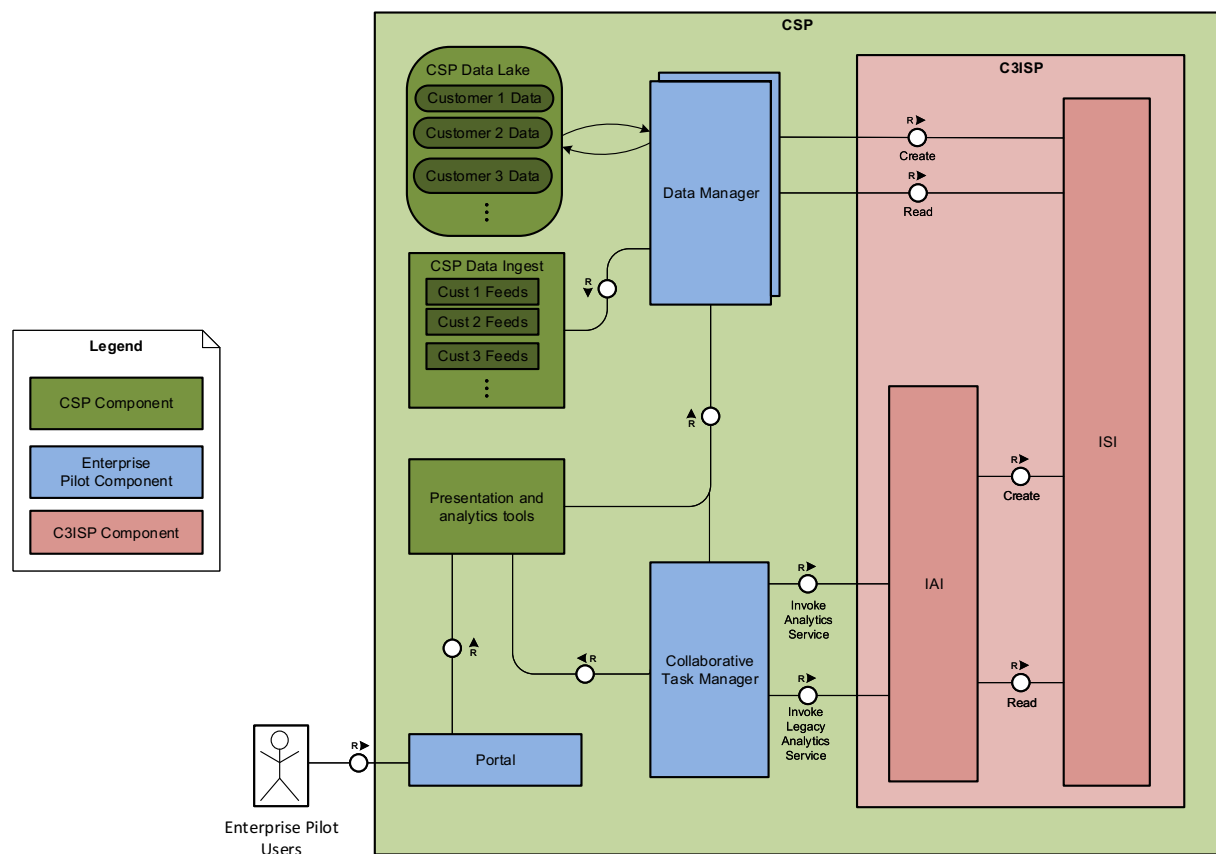 CSP
C3ISP
CSP Data Lake
Customer 1 Data
Customer 2 Data
Customer 3 Data
Data Manager
R
Create
R
Read
CSP Data Ingest
Cust 1 Feeds
Cust 2 Feeds
Cust 3 Feeds
R
Legend
CSP Component
Enterprise
Pilot Component
C3ISP Component
R
Presentation and
analytics tools
R
Create
ISI
IAI
R
Invoke
Analytics
Service
R
R
Collaborative
Task Manager
R
Invoke
Legacy
Analytics
Service
R
Read
R
Portal
Enterprise Pilot
Users